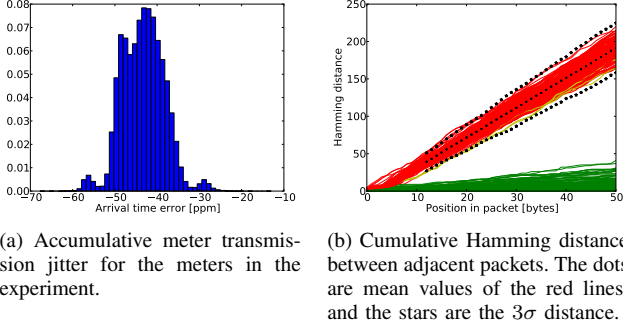 0.08
0.07
0.06
0.05
0.04
0.03
0.02
0.01
0.00
−70 −60 −50 −40 −30 −20 −10
Arrival time error [ppm]
(a) Accumulative meter transmis-
sion jitter for the meters in the
experiment.
250
200
150
100
50
0
0 10 20 30 40 50
Hamming distance
Position in packet [bytes]
(b) Cumulative Hamming distance
between adjacent packets. The dots
are mean values of the red lines
and the stars are the 3σ distance.